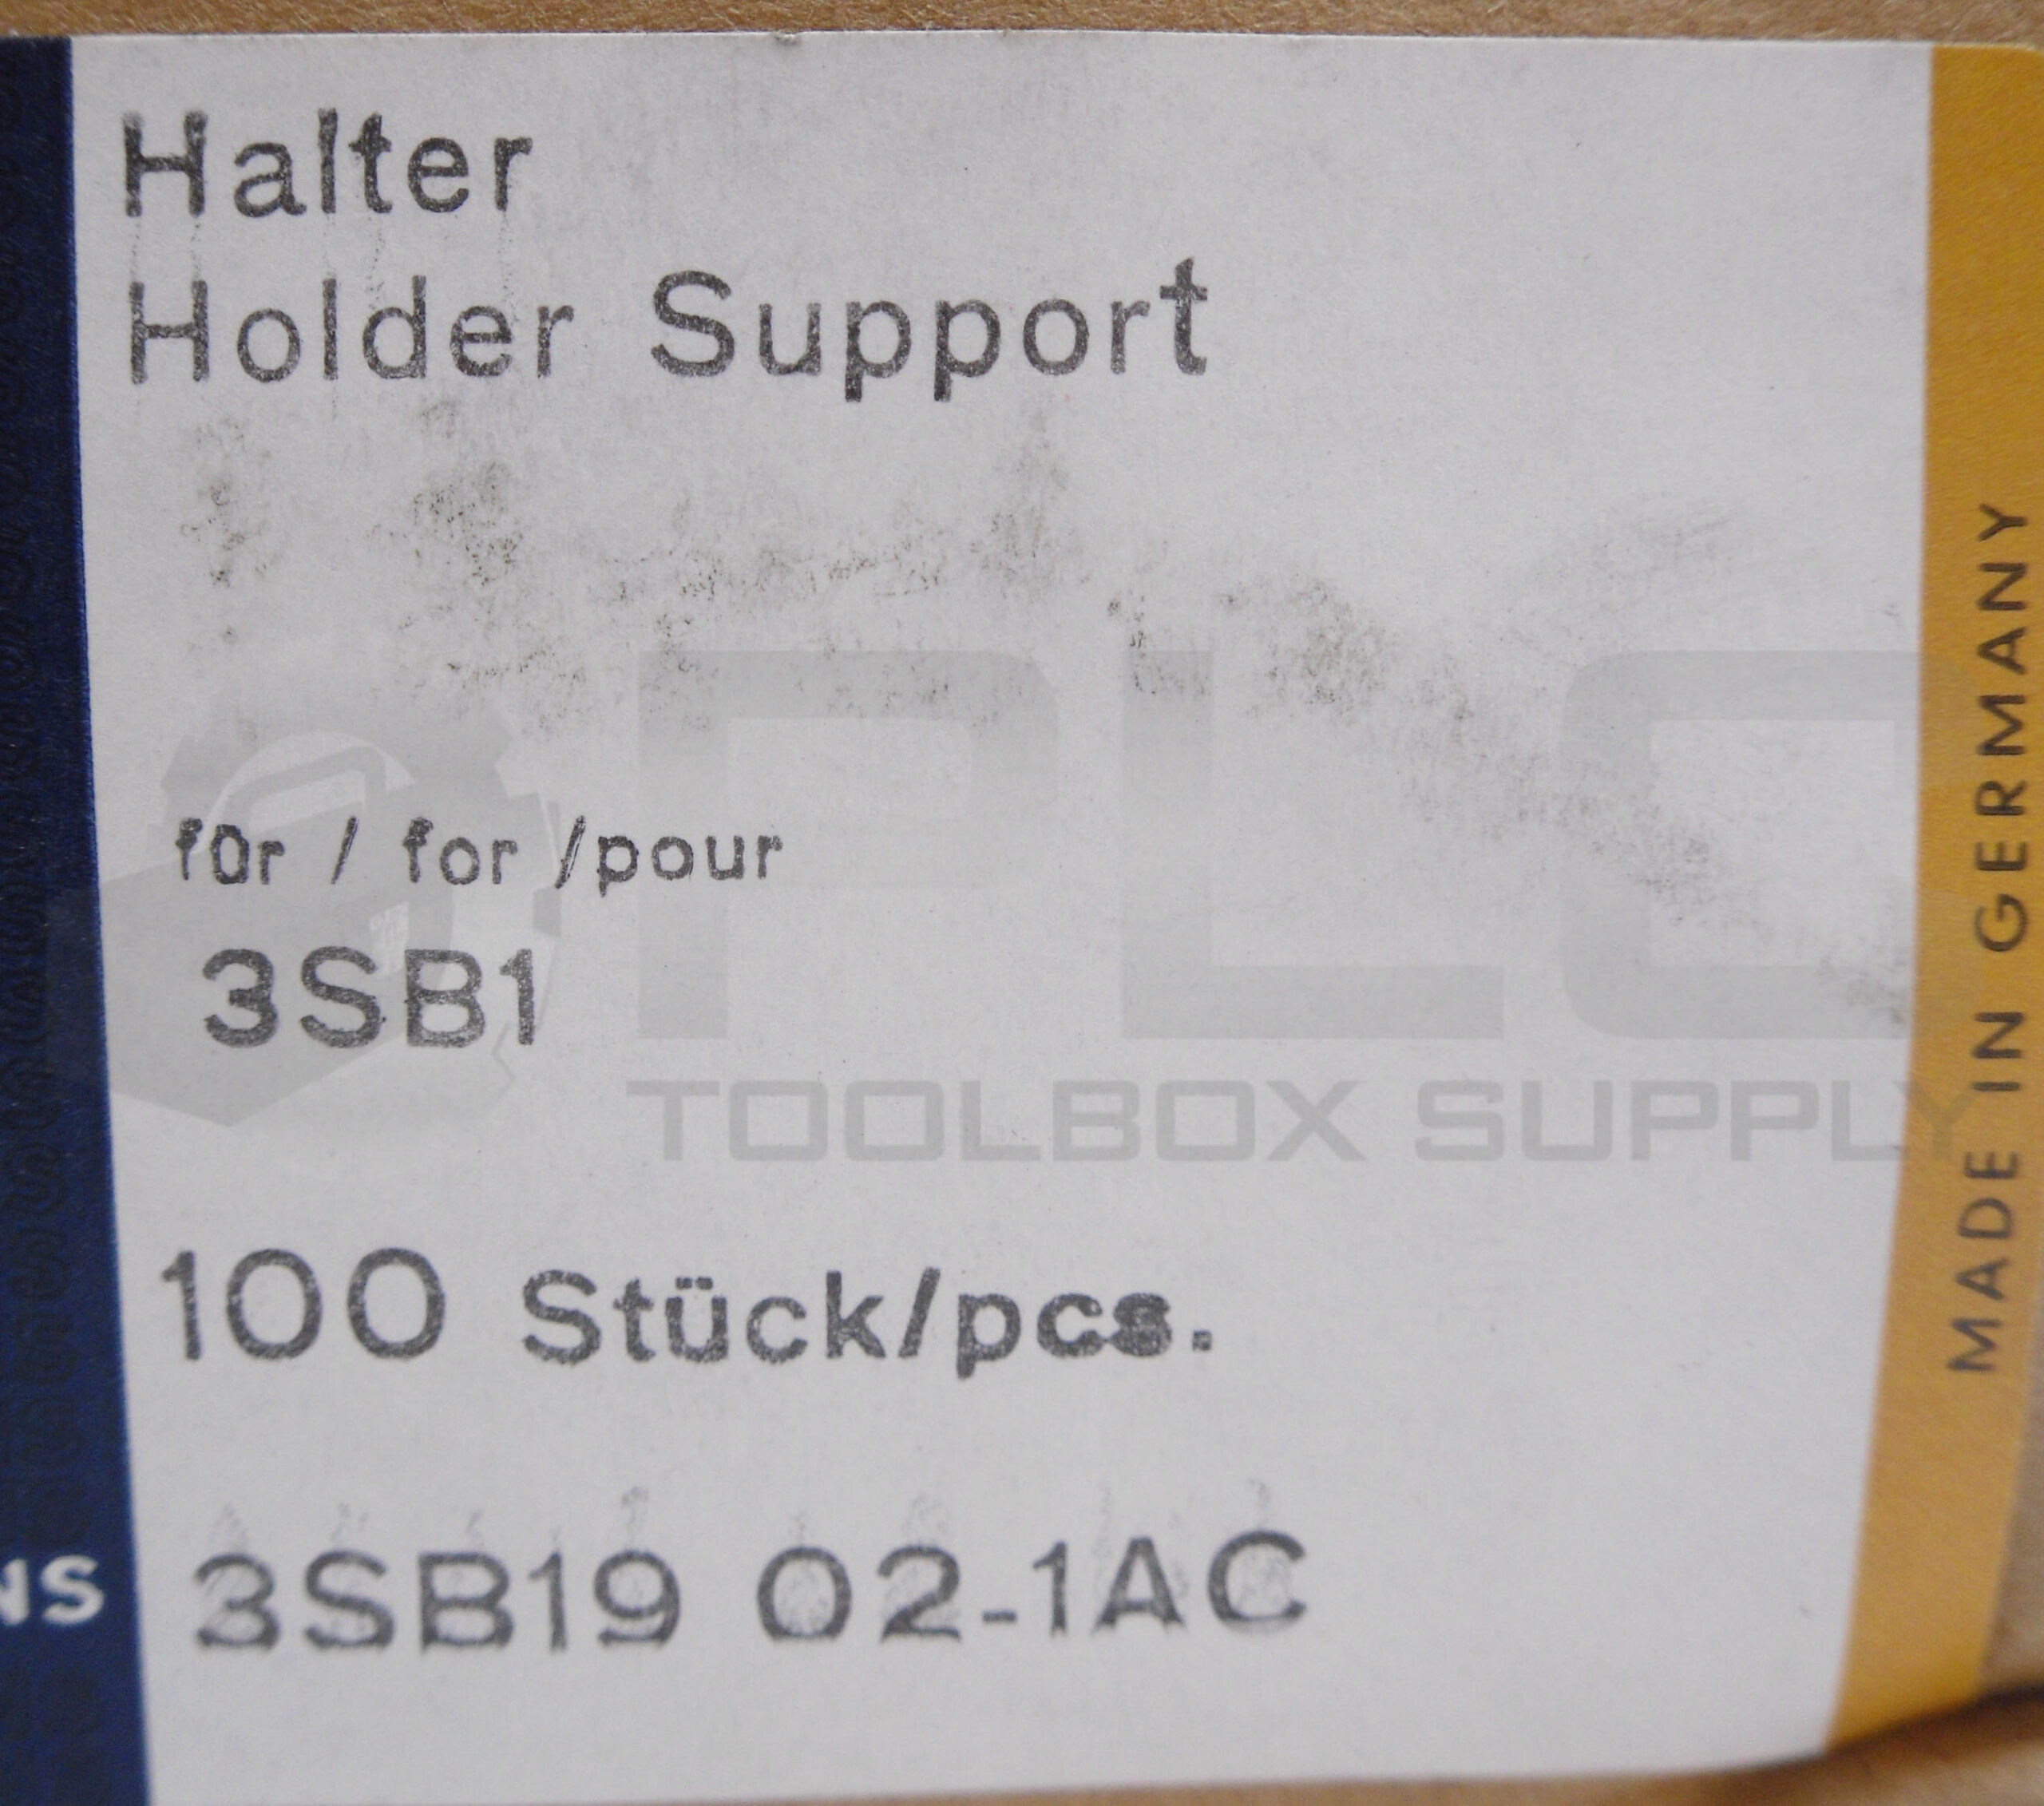 Halter
Holder Support
für / for /pour
3SB1
100 Stück/pcs.
3SB19 02-1AC
NS
MADE IN GERMANY
PLC
TOOLBOX SUPPLY